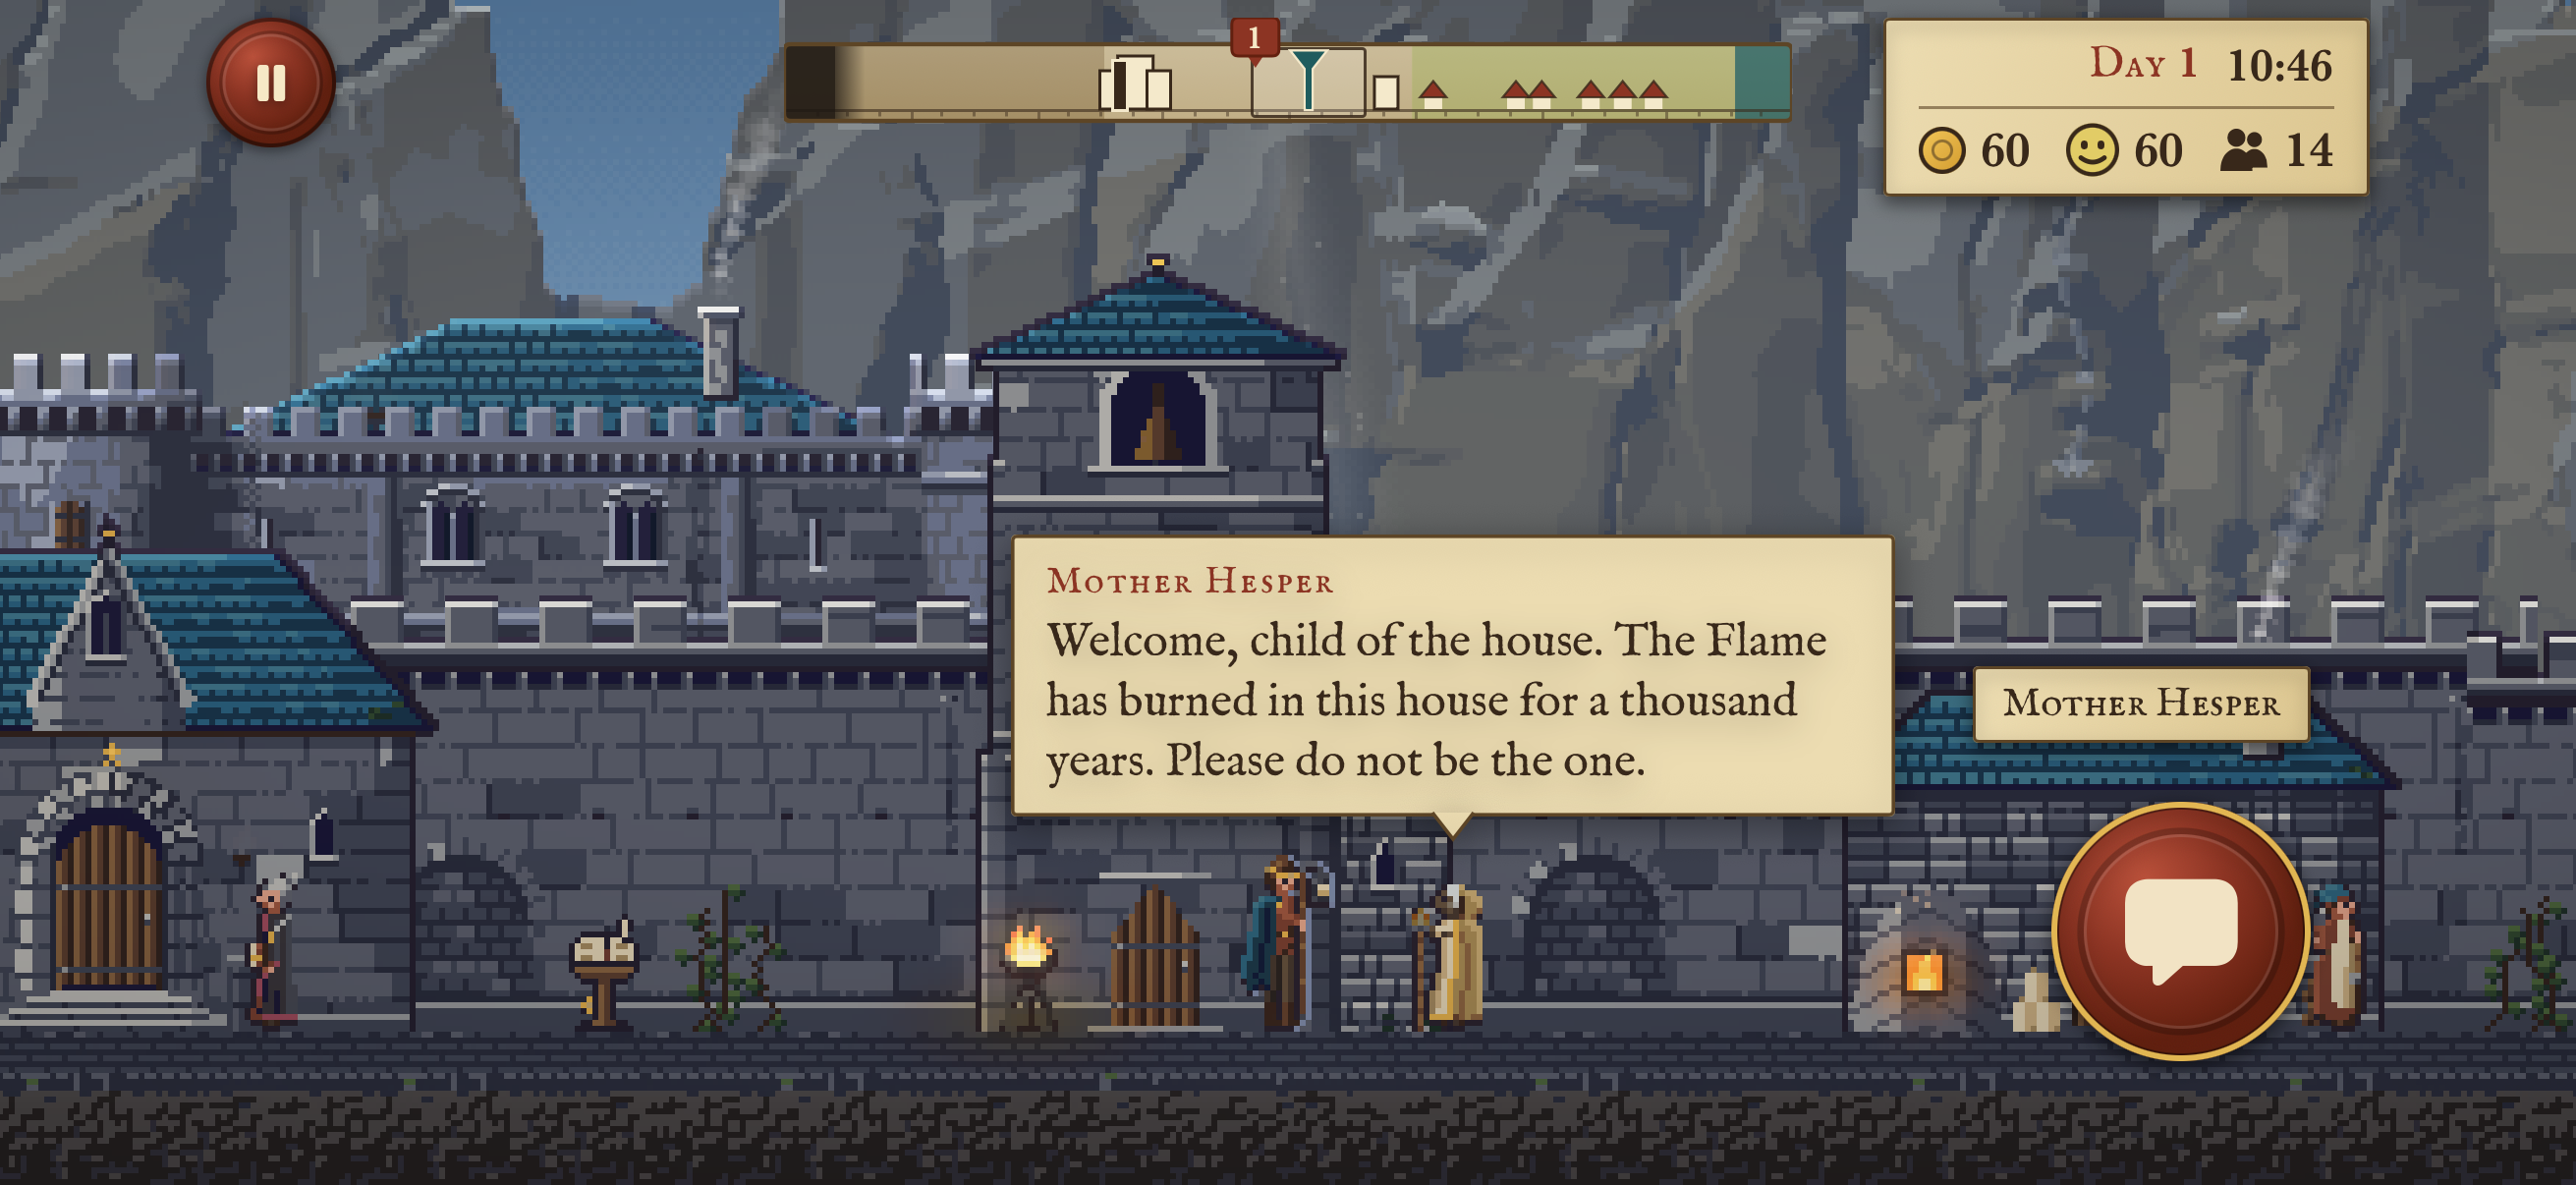 1
Day 1 10:46
60 60 14
Mother Hesper
Welcome, child of the house. The Flame
has burned in this house for a thousand
years. Please do not be the one.
Mother Hesper